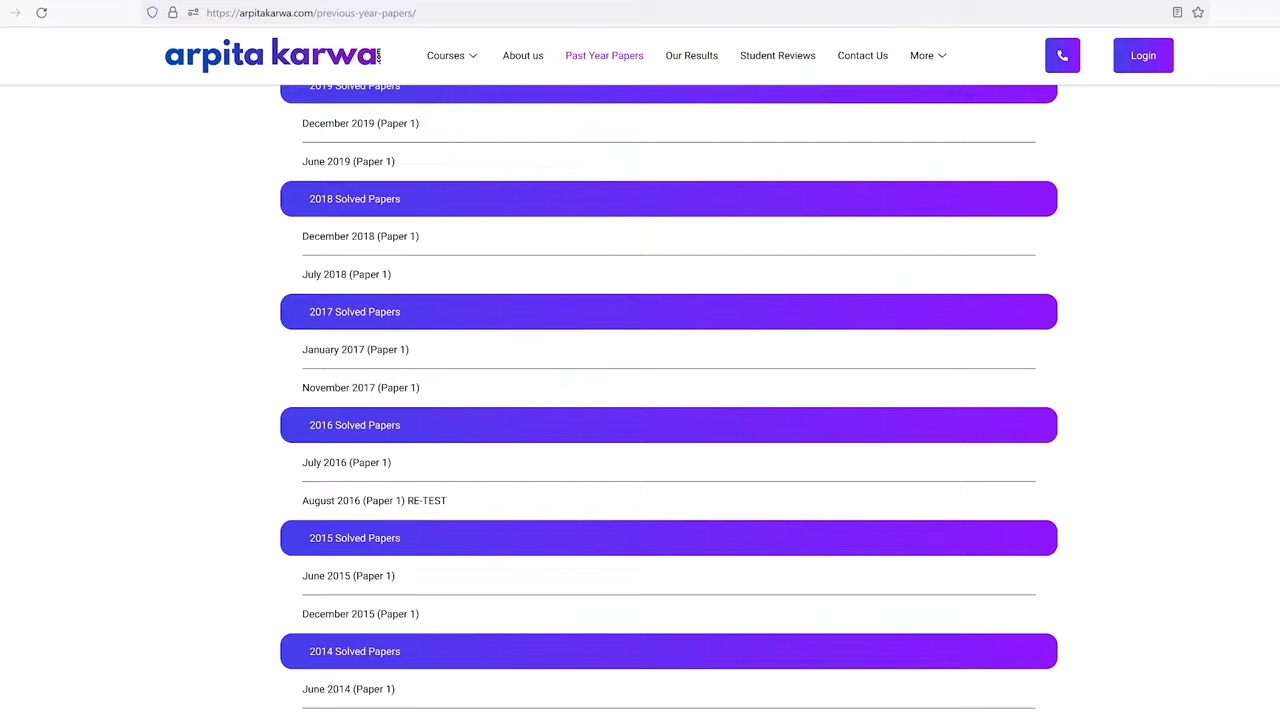 https://arpitakarwa.com/previous-year-papers/
arpita karwa.com
Courses About us Past Year Papers Our Results Student Reviews Contact Us More Login
2019 Solved Papers
December 2019 (Paper 1)
June 2019 (Paper 1)
2018 Solved Papers
December 2018 (Paper 1)
July 2018 (Paper 1)
2017 Solved Papers
January 2017 (Paper 1)
November 2017 (Paper 1)
2016 Solved Papers
July 2016 (Paper 1)
August 2016 (Paper 1) RE-TEST
2015 Solved Papers
June 2015 (Paper 1)
December 2015 (Paper 1)
2014 Solved Papers
June 2014 (Paper 1)